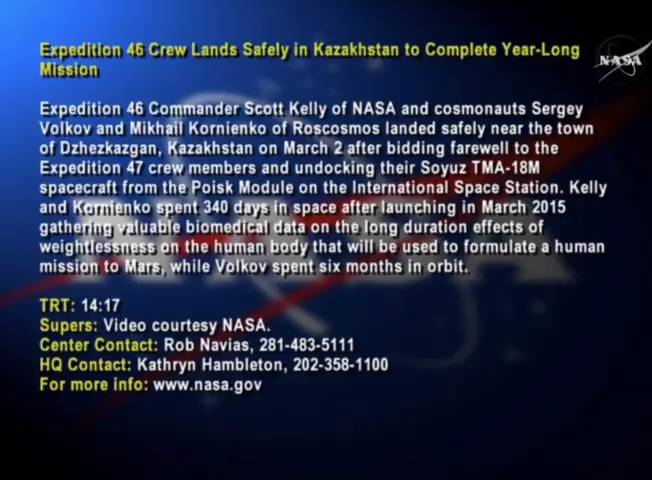 Expedition 46 Crew Lands Safely in Kazakhstan to Complete Year-Long
Mission
NASA
Expedition 46 Commander Scott Kelly of NASA and cosmonauts Sergey
Volkov and Mikhail Kornienko of Roscosmos landed safely near the town
of Dzhezkazgan, Kazakhstan on March 2 after bidding farewell to the
Expedition 47 crew members and undocking their Soyuz TMA-18M
spacecraft from the Poisk Module on the International Space Station. Kelly
and Kornienko spent 340 days in space after launching in March 2015
gathering valuable biomedical data on the long duration effects of
weightlessness on the human body that will be used to formulate a human
mission to Mars, while Volkov spent six months in orbit.
NASA
TRT: 14:17
Supers: Video courtesy NASA.
Center Contact: Rob Navias, 281-483-5111
HQ Contact: Kathryn Hambleton, 202-358-1100
For more info: www.nasa.gov